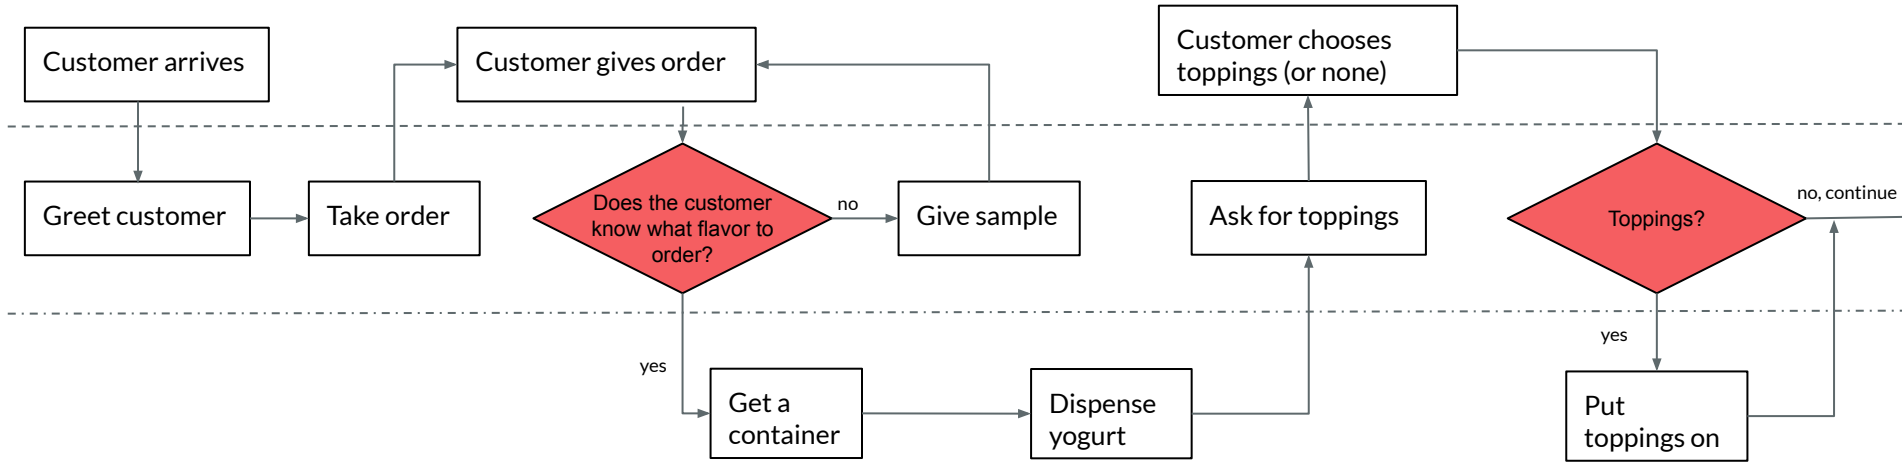 Customer arrives
Customer gives order
Customer chooses
toppings (or none)
Greet customer
Take order
Does the customer
know what flavor to
order?
no
Give sample
Ask for toppings
Toppings?
no, continue
yes
Get a
container
Dispense
yogurt
yes
Put
toppings on